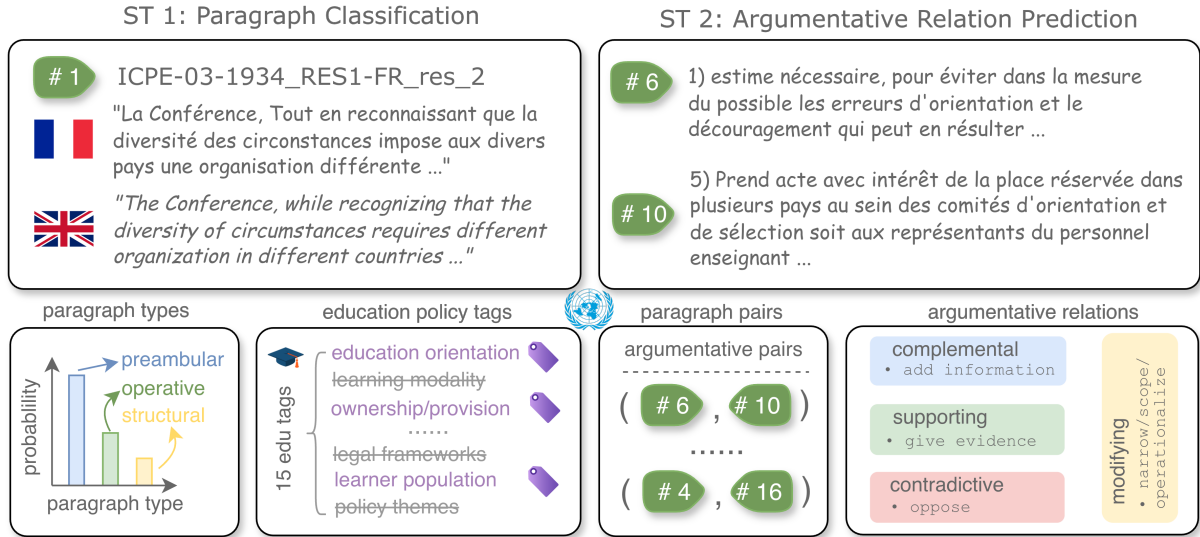 ST 1: Paragraph Classification
# 1
ICPE-03-1934_RES1-FR_res_2
"La Conférence, Tout en reconnaissant que la
diversité des circonstances impose aux divers
pays une organisation différente ..."
"The Conference, while recognizing that the
diversity of circumstances requires different
organization in different countries ..."
ST 2: Argumentative Relation Prediction
# 6
1) estime nécessaire, pour éviter dans la mesure
du possible les erreurs d'orientation et le
découragement qui peut en résulter ...
# 10
5) Prend acte avec intérêt de la place réservée dans
plusieurs pays au sein des comités d'orientation et
de sélection soit aux représentants du personnel
enseignant ...
paragraph types
probability
preambular
operative
structural
paragraph type
education policy tags
15 edu tags
education orientation
learning modality
ownership/provision
......
legal frameworks
learner population
policy themes
paragraph pairs
argumentative pairs
( # 6 , # 10 )
......
( # 4 , # 16 )
argumentative relations
complemental
• add information
supporting
• give evidence
contradictive
• oppose
modifying
• narrow/scope/
operationalize